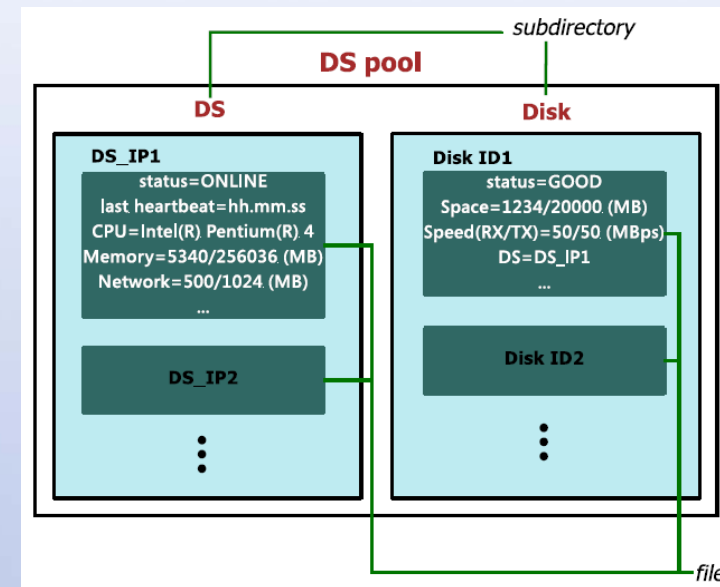 subdirectory
DS pool
DS
Disk
DS_IP1
status=ONLINE
last heartbeat=hh.mm.ss
CPU=Intel(R) Pentium(R) 4
Memory=5340/256036 (MB)
Network=500/1024 (MB)
...
DS_IP2
Disk ID1
status=GOOD
Space=1234/20000 (MB)
Speed(RX/TX)=50/50 (MBps)
DS=DS_IP1
...
Disk ID2
file